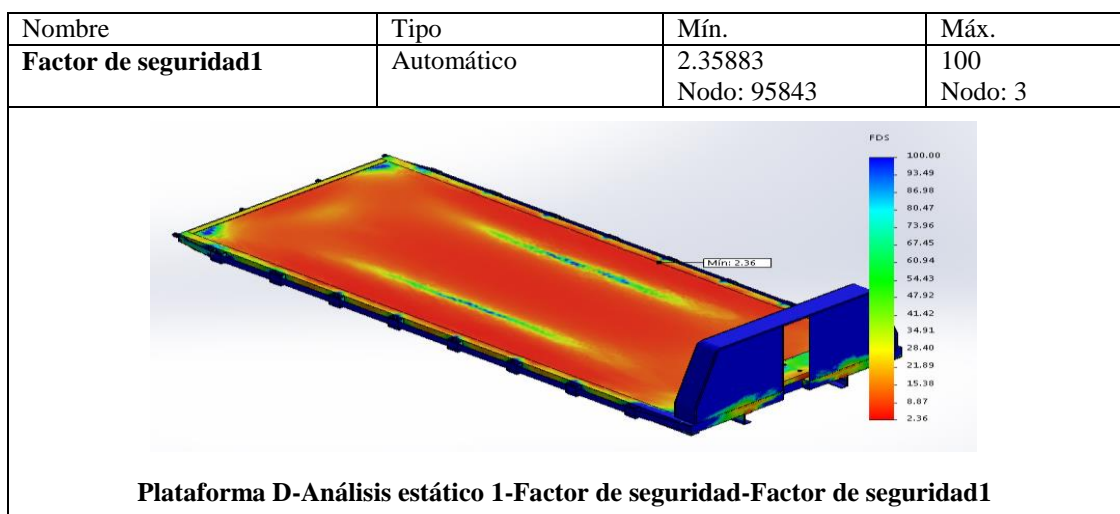 Nombre Tipo Mín. Máx.
Factor de seguridad1 Automático 2.35883 100
Nodo: 95843 Nodo: 3
FDS
100.00
93.49
86.98
80.47
73.96
67.45
60.94
54.43
47.92
41.42
34.91
28.40
21.89
15.38
8.87
2.36
Mín: 2.36
Plataforma D-Análisis estático 1-Factor de seguridad-Factor de seguridad1